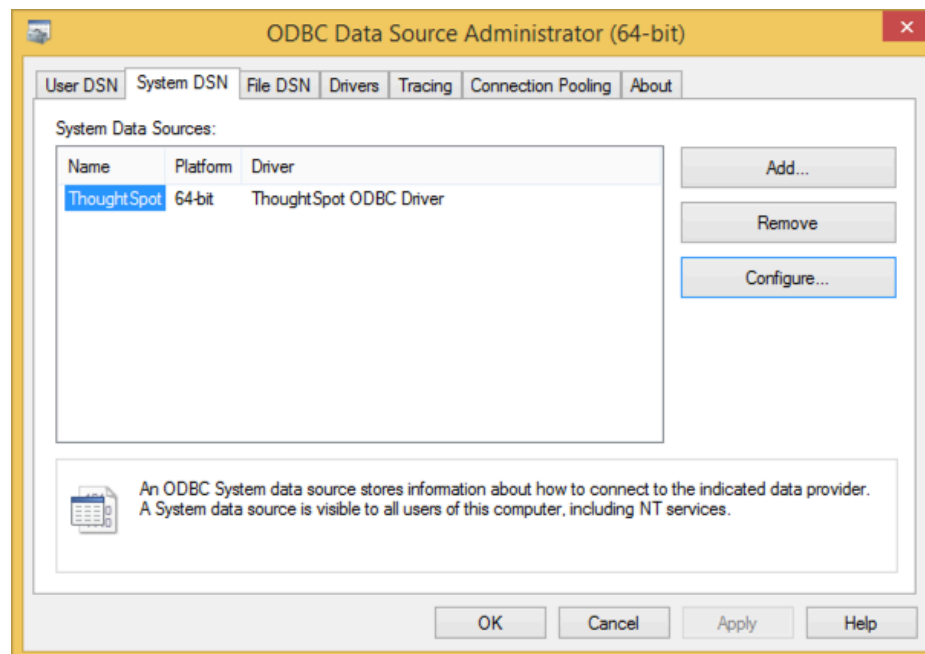 ODBC Data Source Administrator (64-bit)
User DSN System DSN File DSN Drivers Tracing Connection Pooling About
System Data Sources:
Name Platform Driver
ThoughtSpot 64-bit ThoughtSpot ODBC Driver
Add...
Remove
Configure...
An ODBC System data source stores information about how to connect to the indicated data provider.
A System data source is visible to all users of this computer, including NT services.
OK Cancel Apply Help